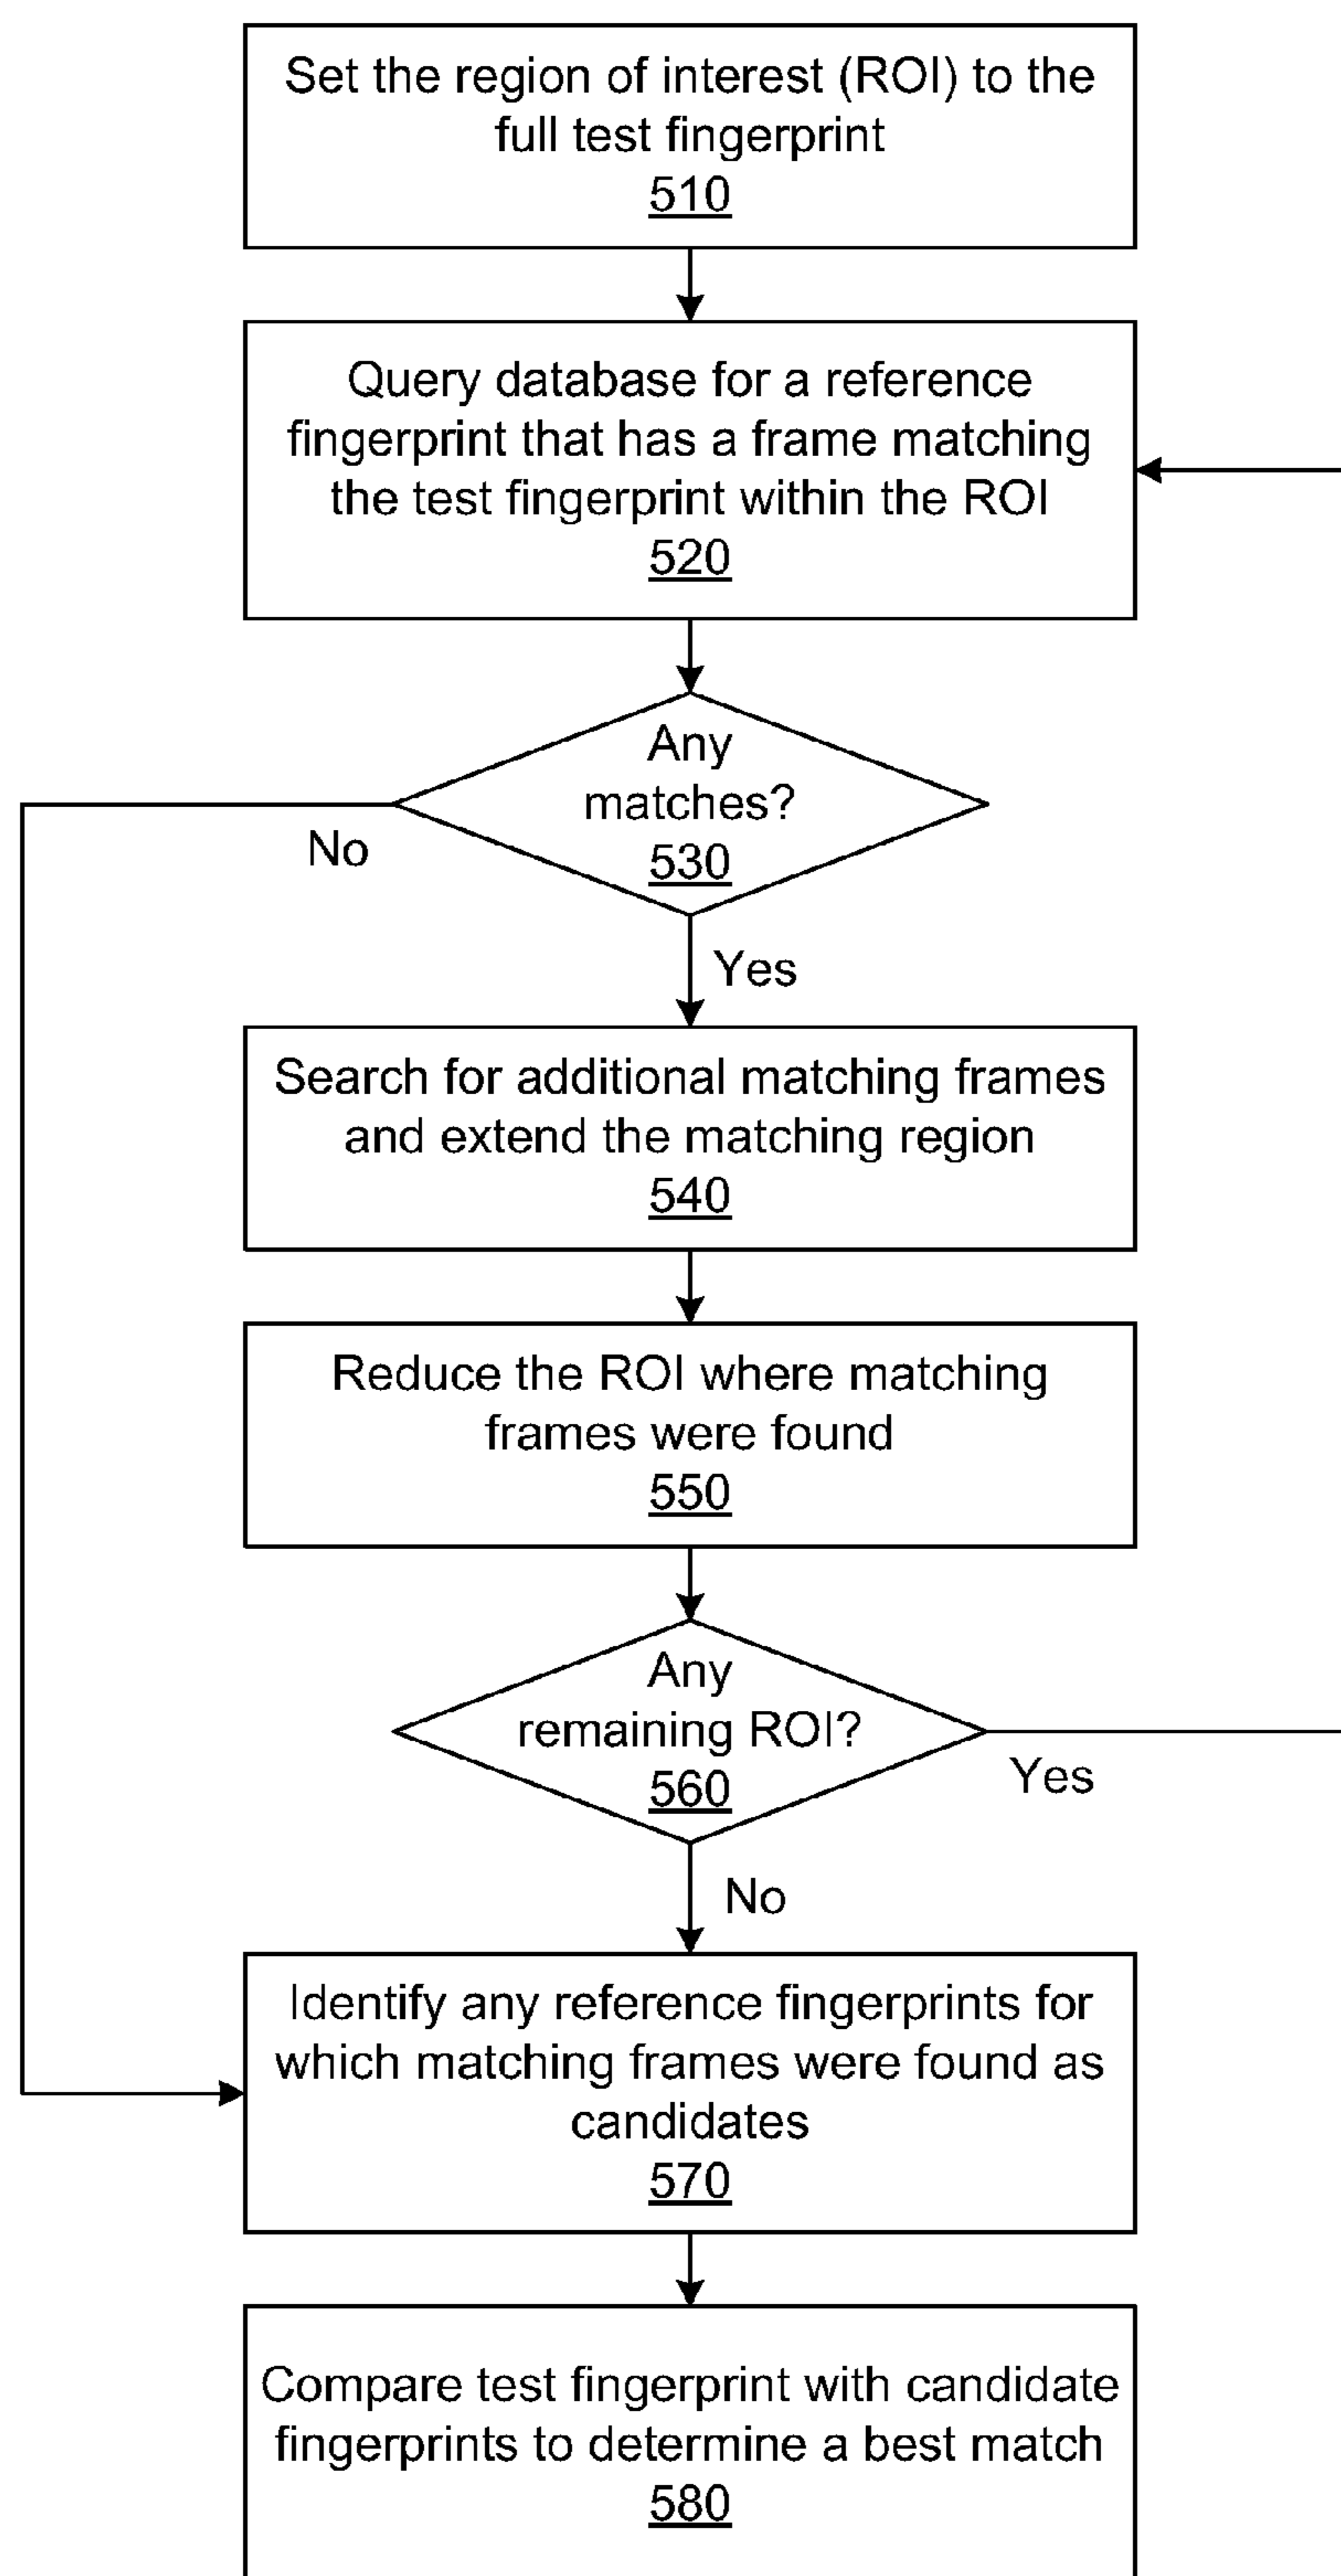 Set the region of interest (ROI) to the
full test fingerprint
510
Query database for a reference
fingerprint that has a frame matching
the test fingerprint within the ROI
520
Any
matches?
530
No
Yes
Search for additional matching frames
and extend the matching region
540
Reduce the ROI where matching
frames were found
550
Any
remaining ROI?
560
Yes
No
Identify any reference fingerprints for
which matching frames were found as
candidates
570
Compare test fingerprint with candidate
fingerprints to determine a best match
580